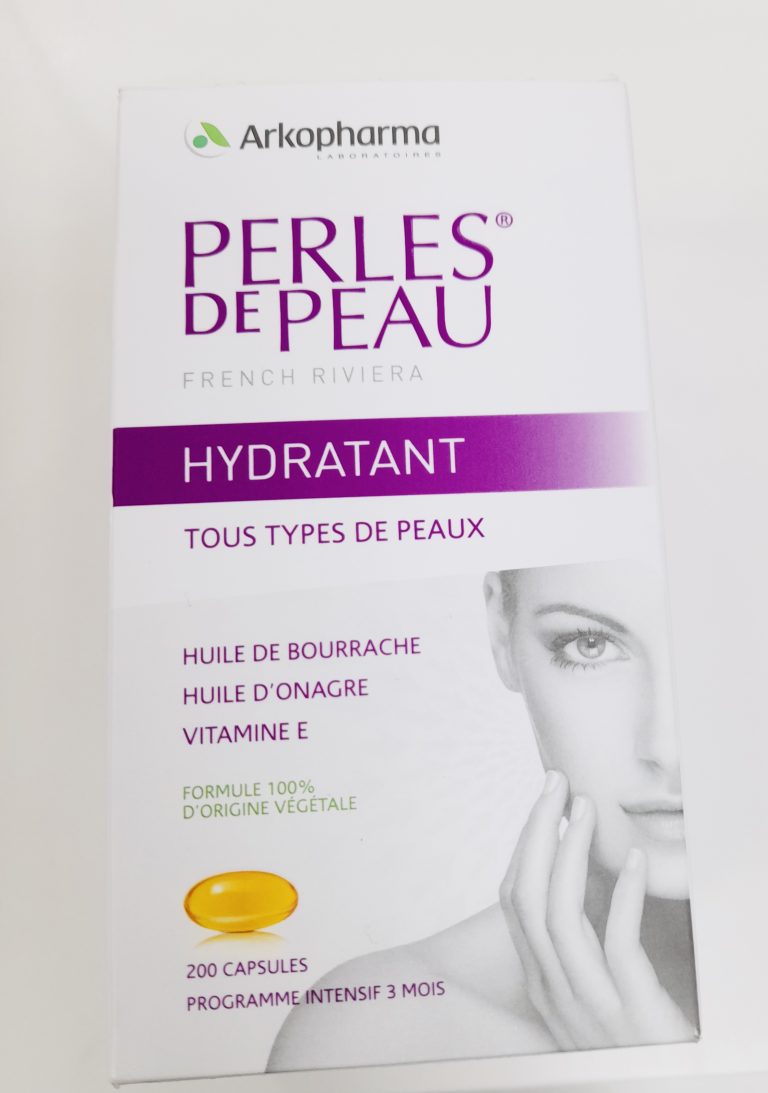 Arkopharma
LABORATOIRES
PERLES®
DE PEAU
FRENCH RIVIERA
HYDRATANT
TOUS TYPES DE PEAUX
HUILE DE BOURRACHE
HUILE D'ONAGRE
VITAMINE E
FORMULE 100%
D'ORIGINE VÉGÉTALE
200 CAPSULES
PROGRAMME INTENSIF 3 MOIS